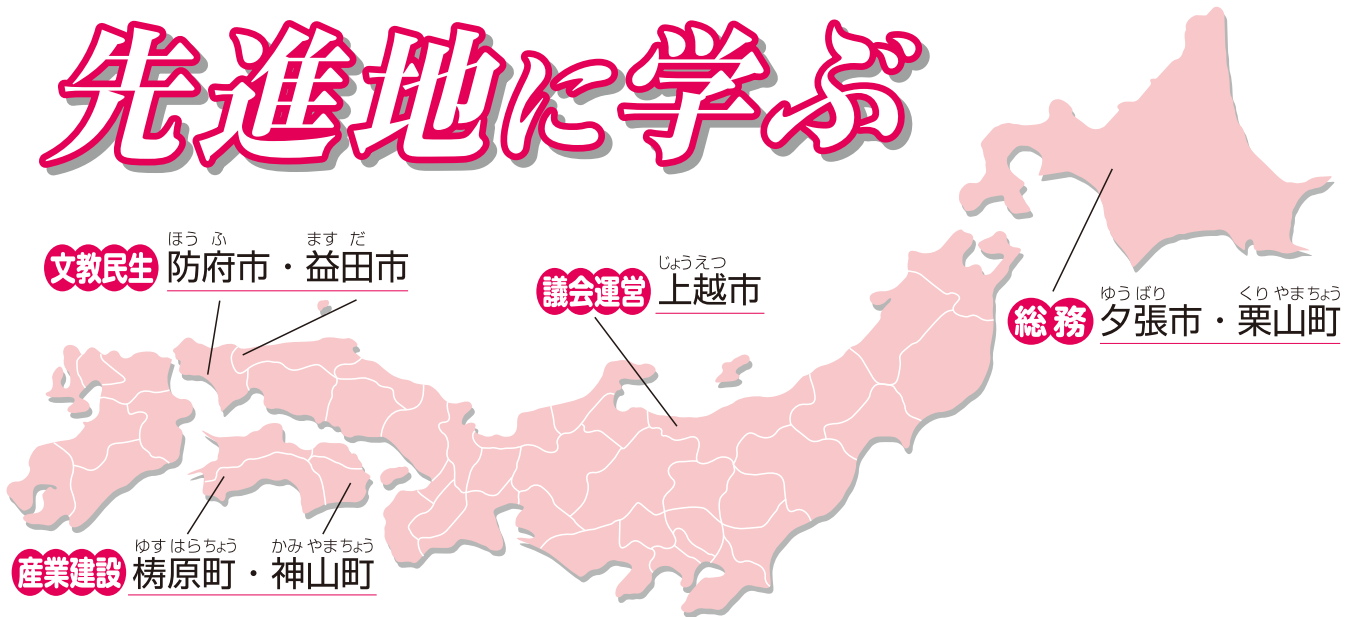 先進地に学ぶ
ほうふ ますだ
文教民生 防府市・益田市
じょうえつ
議会運営 上越市
ゆうばり くりやまちょう
総務 夕張市・栗山町
ゆすはらちょう かみやまちょう
産業建設 梼原町・神山町